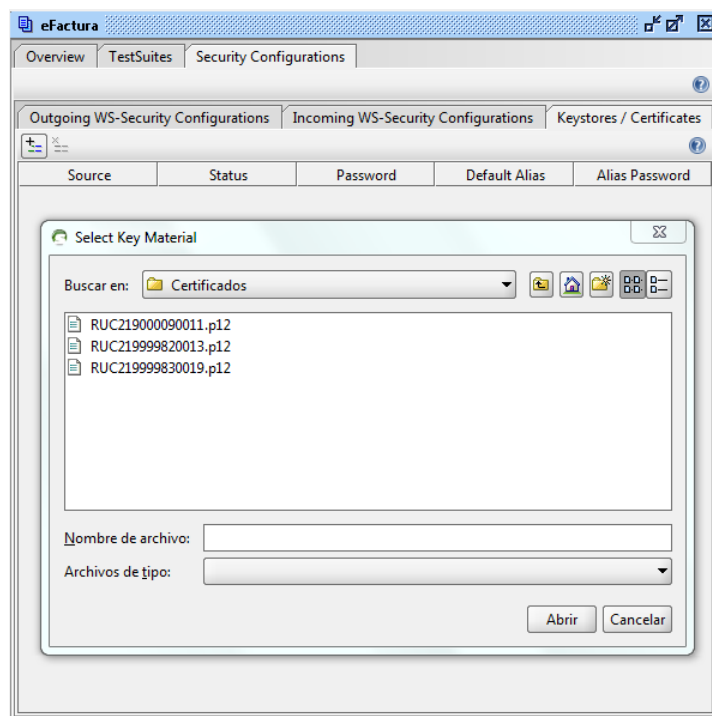 eFactura
Overview TestSuites Security Configurations
Outgoing WS-Security Configurations Incoming WS-Security Configurations Keystores / Certificates
Source Status Password Default Alias Alias Password
Select Key Material
Buscar en: Certificados
RUC219000090011.p12
RUC219999820013.p12
RUC219999830019.p12
Nombre de archivo:
Archivos de tipo:
Abrir Cancelar